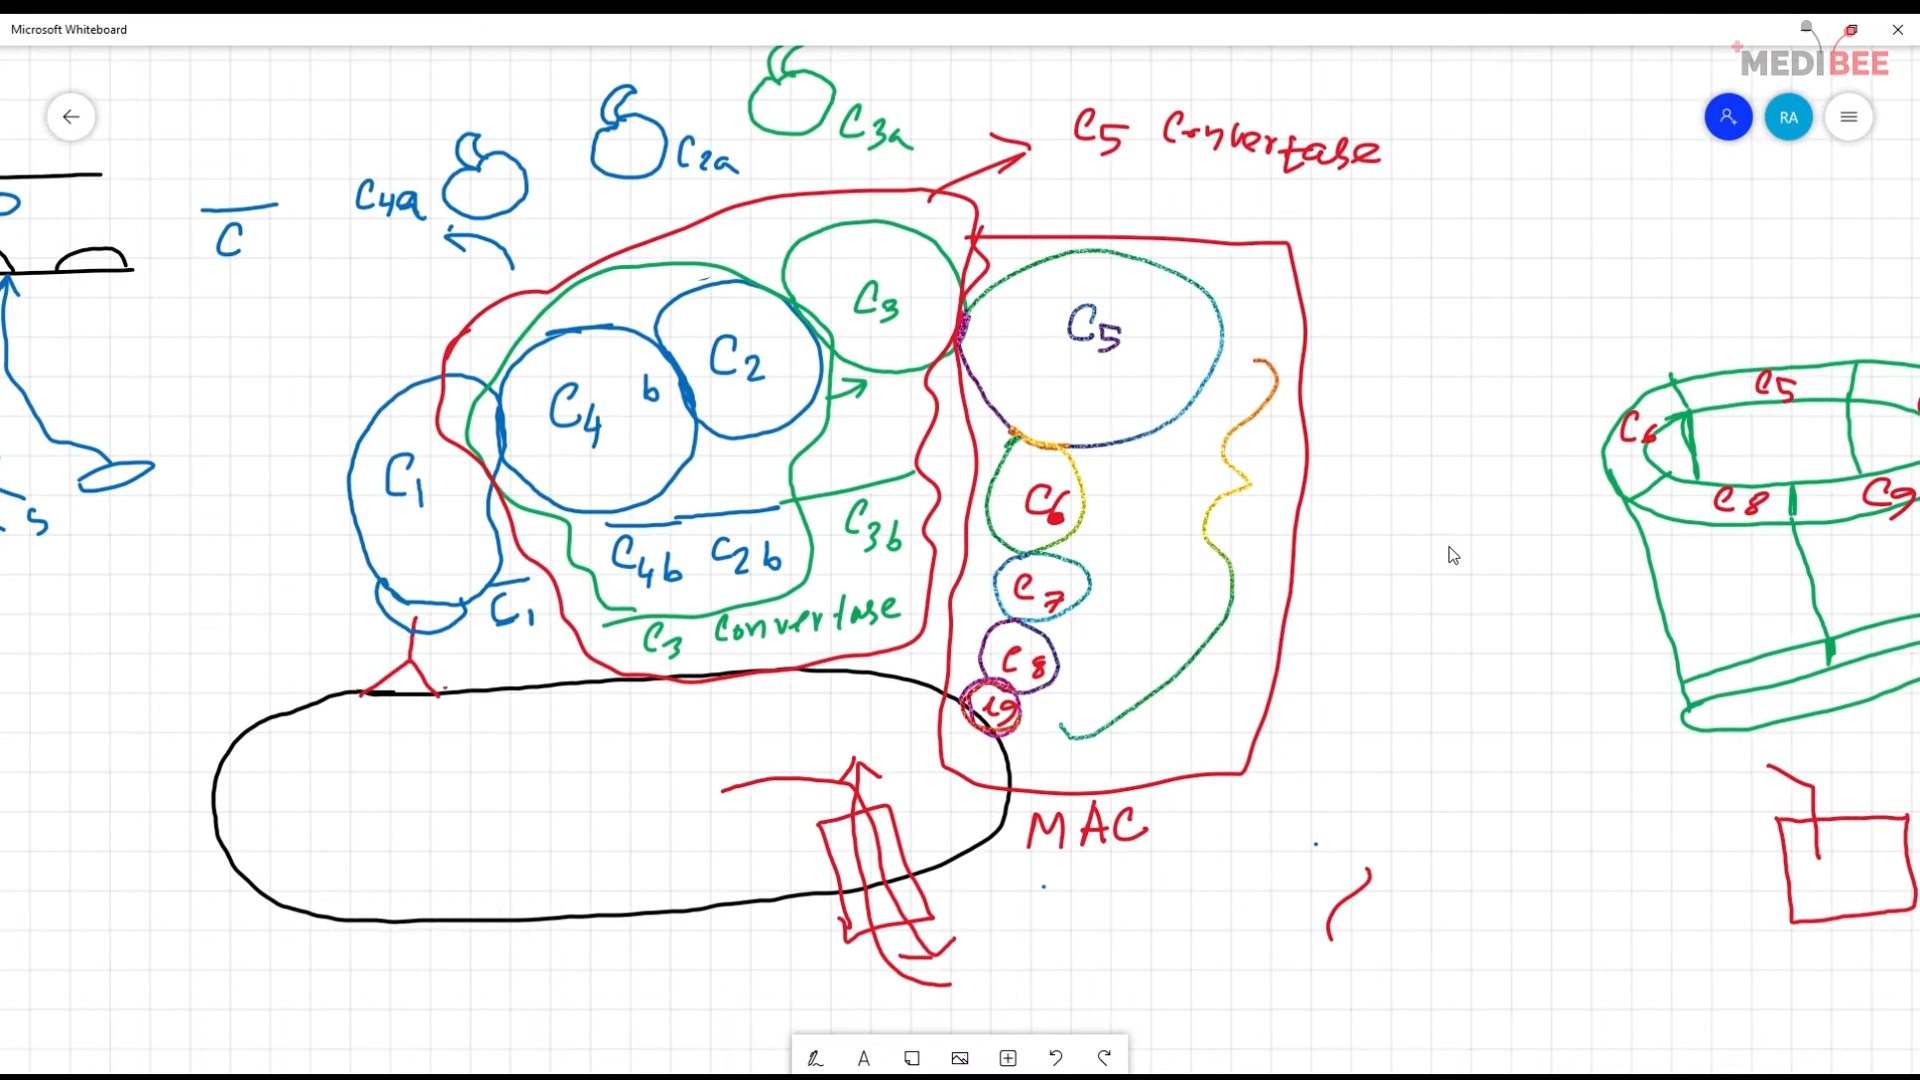 Microsoft Whiteboard
MEDIBEE
RA
C3a
C5 Convertase
C2a
C4a
C
C3
C5
C2
C4 b
C1
C5
C6
C8 C9
C6
C3b
C4b C2b
C7
C1
C3 Convertase
C8
C9
MAC
s
A